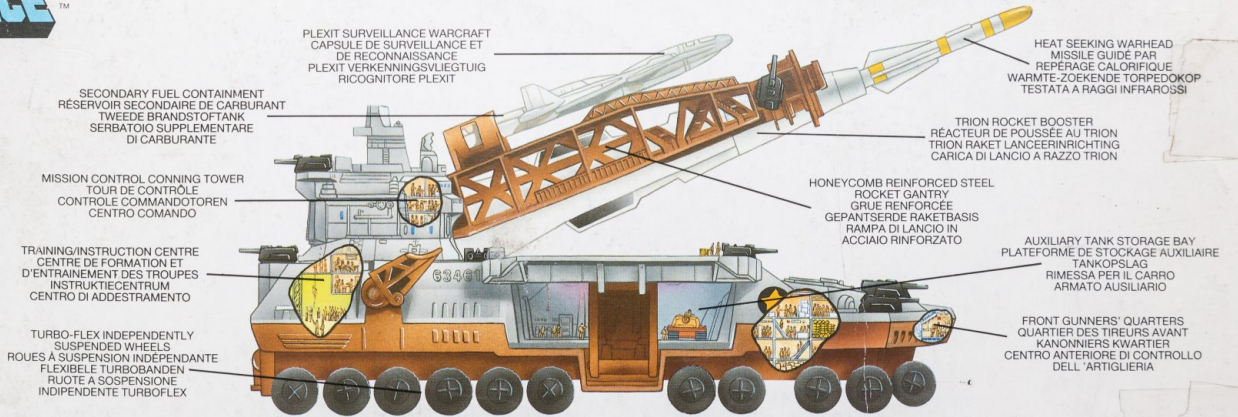 TM
PLEXIT SURVEILLANCE WARCRAFT
CAPSULE DE SURVEILLANCE ET
DE RECONNAISSANCE
PLEXIT VERKENNINGSVLIEGTUIG
RICOGNITORE PLEXIT
SECONDARY FUEL CONTAINMENT
RÉSERVOIR SECONDAIRE DE CARBURANT
TWEEDE BRANDSTOFTANK
SERBATOIO SUPPLEMENTARE
DI CARBURANTE
MISSION CONTROL CONNING TOWER
TOUR DE CONTRÔLE
CONTROLE COMMANDOTOREN
CENTRO COMANDO
TRAINING/INSTRUCTION CENTRE
CENTRE DE FORMATION ET
D'ENTRAINEMENT DES TROUPES
INSTRUKTIECENTRUM
CENTRO DI ADDESTRAMENTO
TURBO-FLEX INDEPENDENTLY
SUSPENDED WHEELS
ROUES À SUSPENSION INDÉPENDANTE
FLEXIBELE TURBOBANDEN
RUOTE A SOSPENSIONE
INDIPENDENTE TURBOFLEX
63461
HEAT SEEKING WARHEAD
MISSILE GUIDÉ PAR
REPÉRAGE CALORIFIQUE
WARMTE-ZOEKENDE TORPEDOKOP
TESTATA A RAGGI INFRAROSSI
TRION ROCKET BOOSTER
RÉACTEUR DE POUSSÉE AU TRION
TRION RAKET LANCEERINRICHTING
CARICA DI LANCIO A RAZZO TRION
HONEYCOMB REINFORCED STEEL
ROCKET GANTRY
GRUE RENFORCÉE
GEPANTSERDE RAKETBASIS
RAMPA DI LANCIO IN
ACCIAIO RINFORZATO
AUXILIARY TANK STORAGE BAY
PLATEFORME DE STOCKAGE AUXILIAIRE
TANKOPSLAG
RIMESSA PER IL CARRO
ARMATO AUSILIARIO
FRONT GUNNERS' QUARTERS
QUARTIER DES TIREURS AVANT
KANONNIERS KWARTIER
CENTRO ANTERIORE DI CONTROLLO
DELL 'ARTIGLIERIA